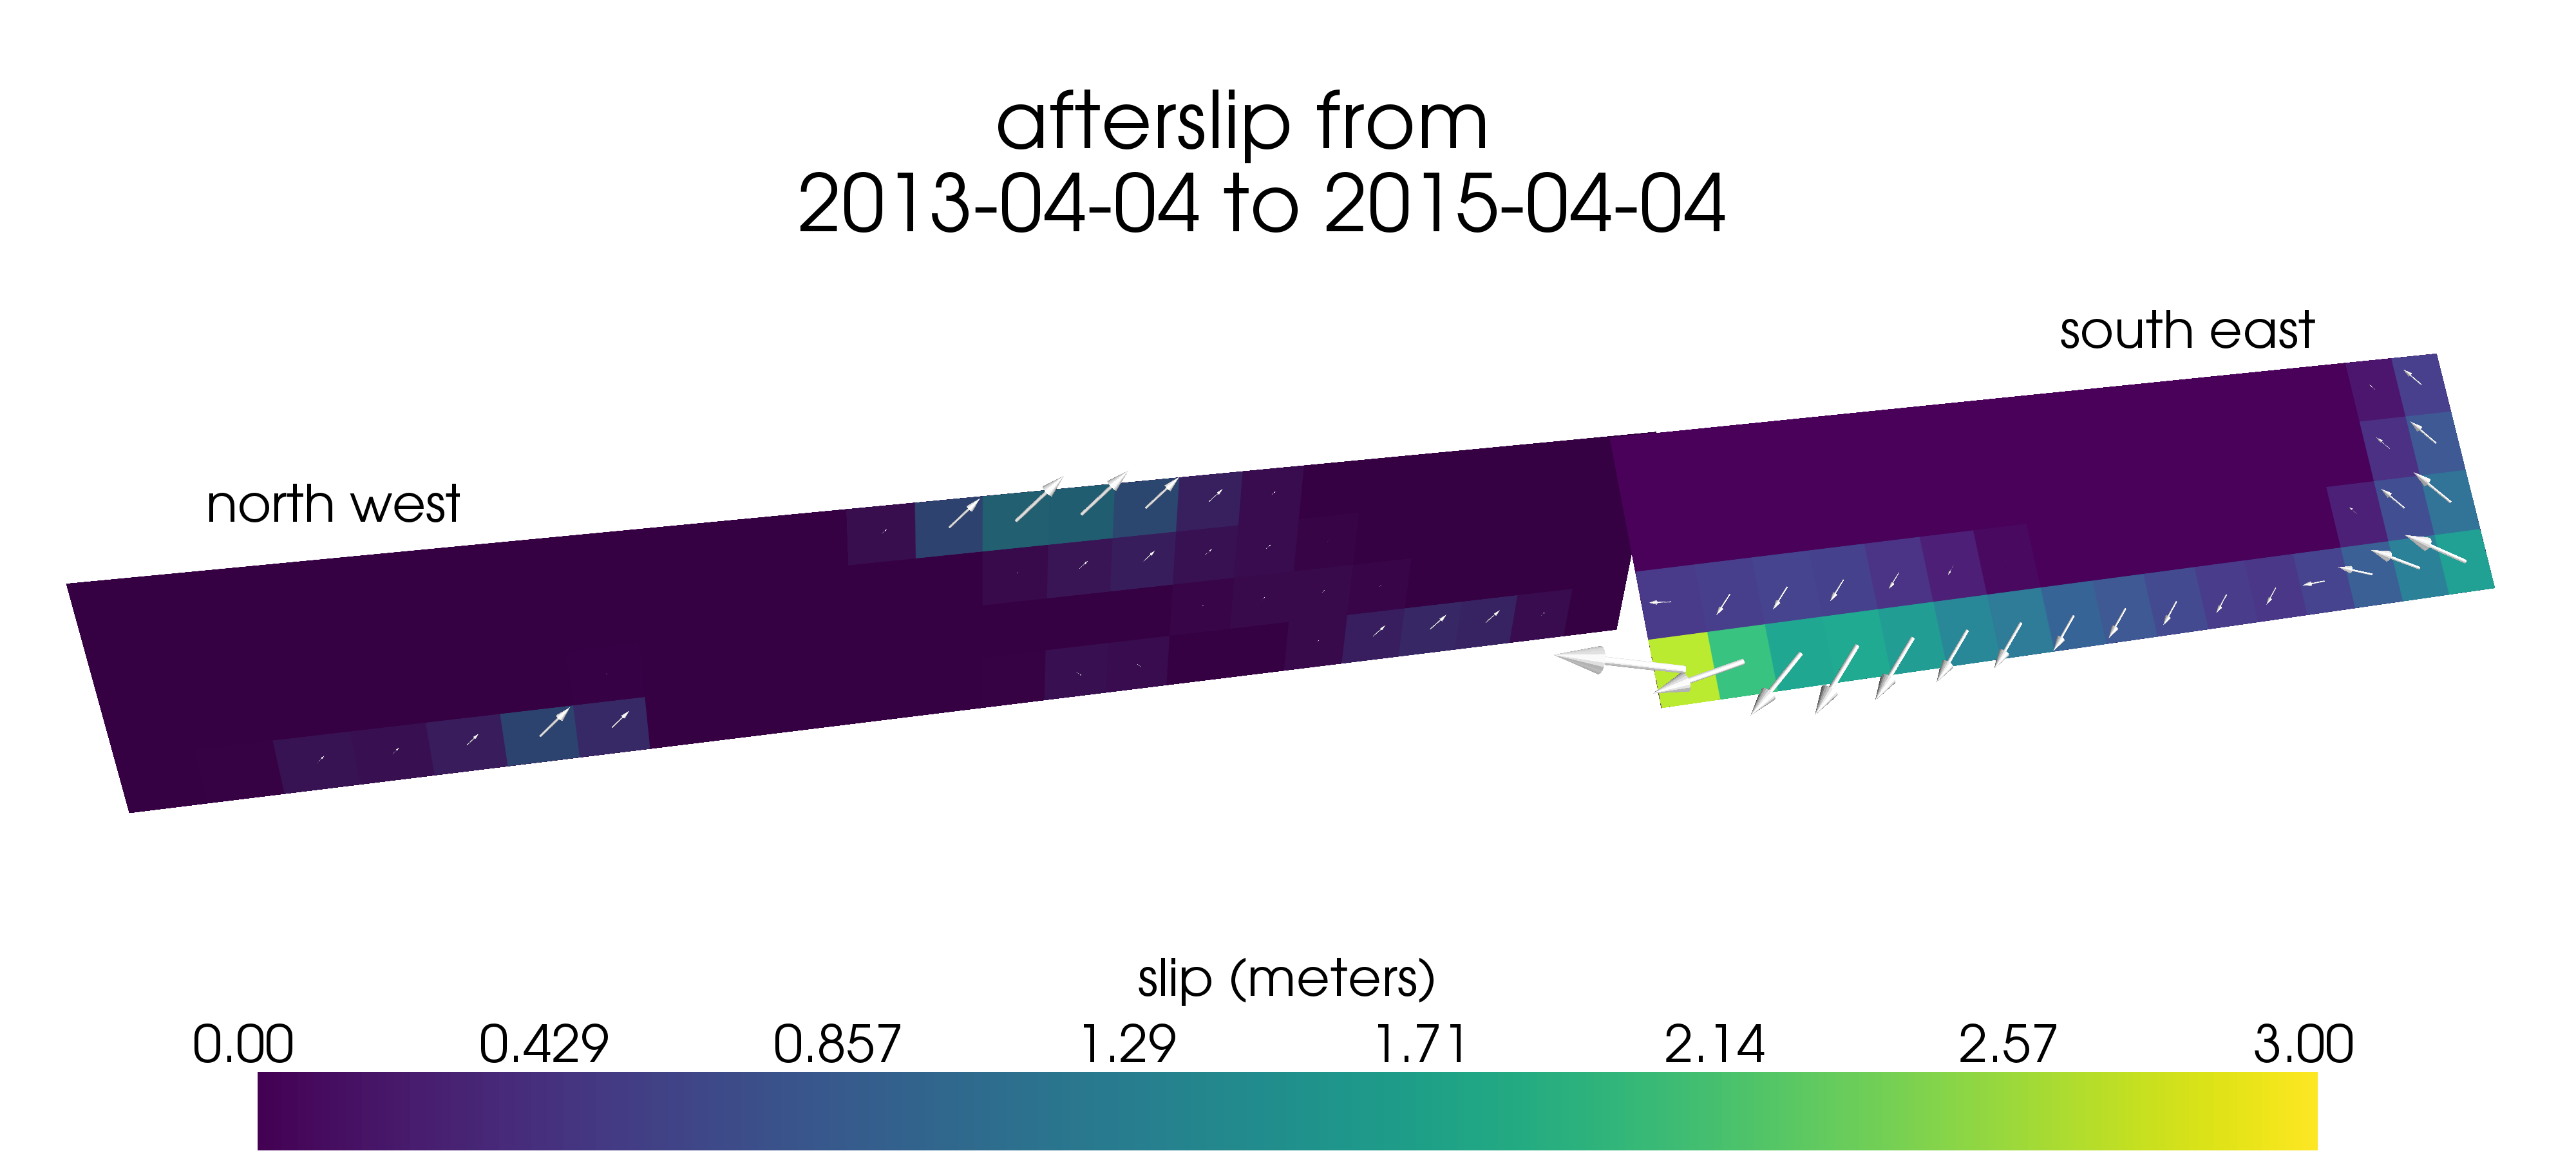 afterslip from
2013-04-04 to 2015-04-04
south east
north west
slip (meters)
0.00 0.429 0.857 1.29 1.71 2.14 2.57 3.00